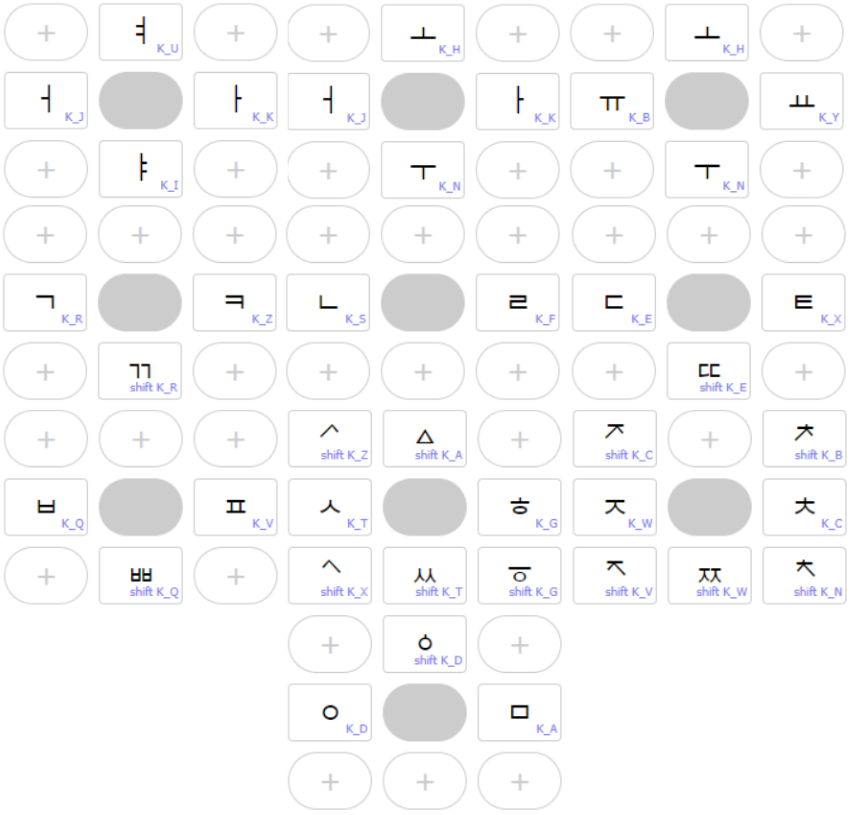 ㅕ K_U ㅗ K_H ㅗ K_H
ㅓ K_J ㅏ K_K ㅓ K_J ㅏ K_K ㅠ K_B ㅛ K_Y
ㅑ K_I ㅜ K_N ㅜ K_N
ㄱ K_R ㅋ K_Z ㄴ K_S ㄹ K_F ㄷ K_E ㅌ K_X
ㄲ shift K_R ㄸ shift K_E
ᄼ shift K_Z ㅿ shift K_A ᅎ shift K_C ᅔ shift K_B
ㅂ K_Q ㅍ K_V ㅅ K_T ㅎ K_G ㅈ K_W ㅊ K_C
ㅃ shift K_Q ᄾ shift K_X ㅆ shift K_T ㆆ shift K_G ᅐ shift K_V ㅉ shift K_W ᅕ shift K_N
ㆁ shift K_D
ㅇ K_D ㅁ K_A